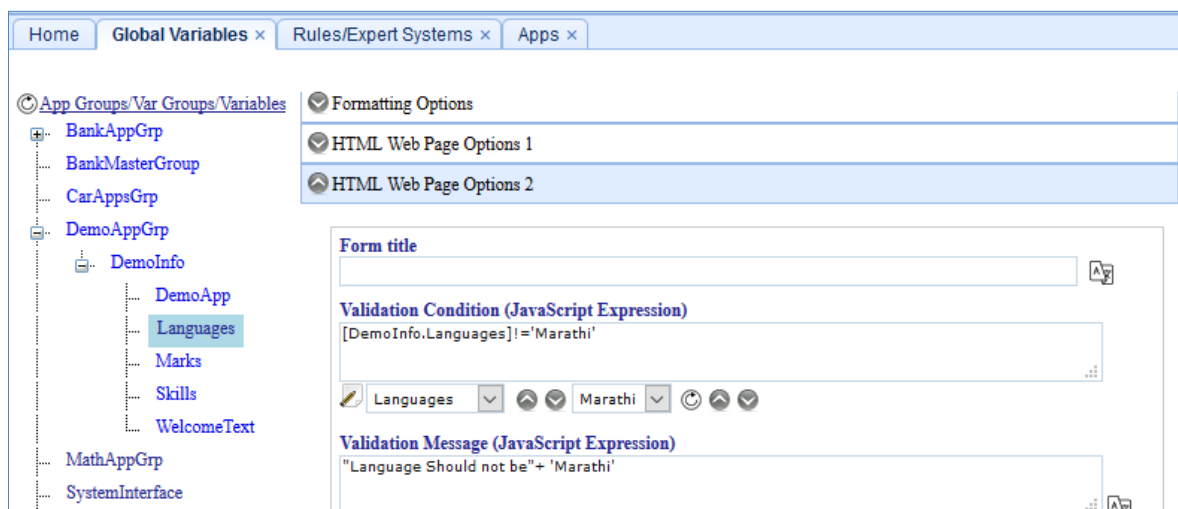 Home Global Variables × Rules/Expert Systems × Apps ×
App Groups/Var Groups/Variables
BankAppGrp
BankMasterGroup
CarAppsGrp
DemoAppGrp
DemoInfo
DemoApp
Languages
Marks
Skills
WelcomeText
MathAppGrp
SystemInterface
Formatting Options
HTML Web Page Options 1
HTML Web Page Options 2
Form title
Validation Condition (JavaScript Expression)
[DemoInfo.Languages]!='Marathi'
Languages Marathi
Validation Message (JavaScript Expression)
"Language Should not be"+ 'Marathi'